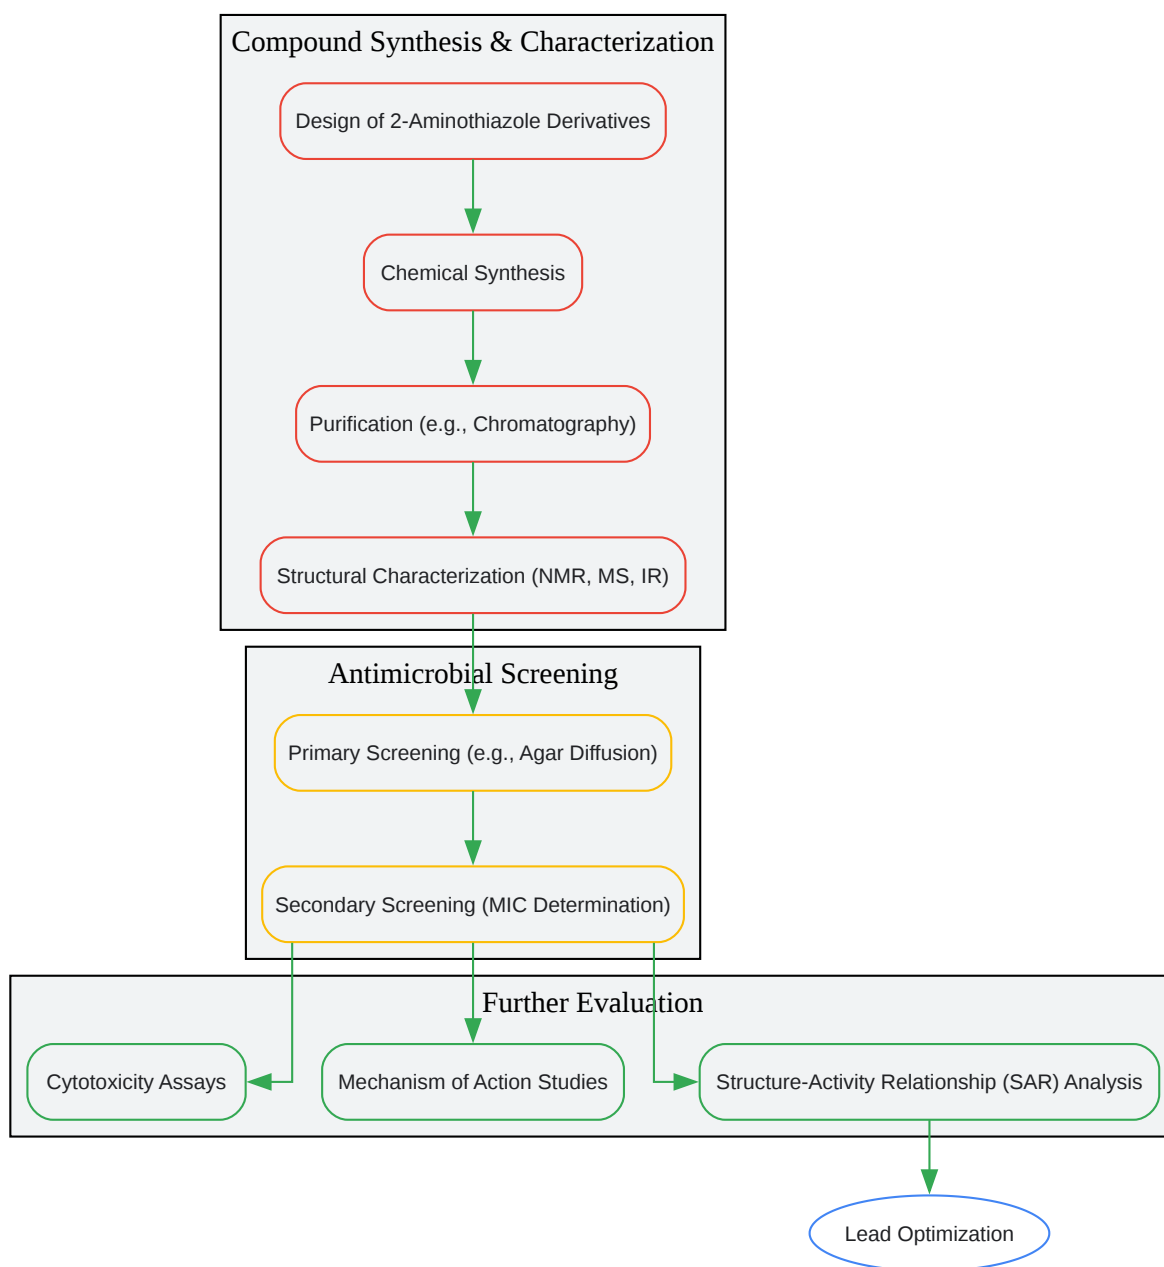 Compound Synthesis & Characterization
Design of 2-Aminothiazole Derivatives
Chemical Synthesis
Purification (e.g., Chromatography)
Structural Characterization (NMR, MS, IR)
Antimicrobial Screening
Primary Screening (e.g., Agar Diffusion)
Secondary Screening (MIC Determination)
Further Evaluation
Cytotoxicity Assays
Mechanism of Action Studies
Structure-Activity Relationship (SAR) Analysis
Lead Optimization